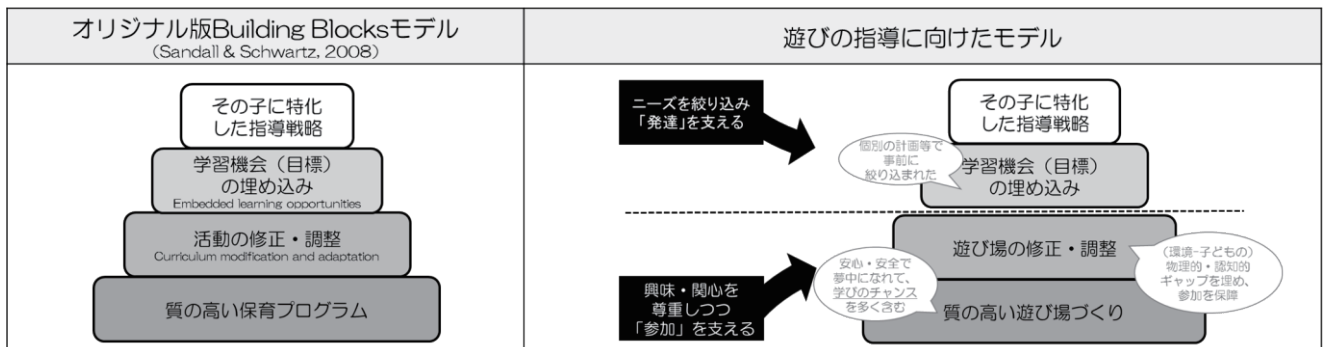 オリジナル版Building Blocksモデル
(Sandall & Schwartz, 2008)
遊びの指導に向けたモデル
その子に特化
した指導戦略
学習機会（目標）
の埋め込み
Embedded learning opportunities
活動の修正・調整
Curriculum modification and adaptation
質の高い保育プログラム
ニーズを絞り込み
「発達」を支える
その子に特化
した指導戦略
個別の計画等で
事前に
絞り込まれた
学習機会（目標）
の埋め込み
遊び場の修正・調整
(環境-子どもの)
物理的・認知的
ギャップを埋め、
参加を保障
安心・安全で
夢中になれて、
学びのチャンス
を多く含む
興味・関心を
尊重しつつ
「参加」を支える
質の高い遊び場づくり